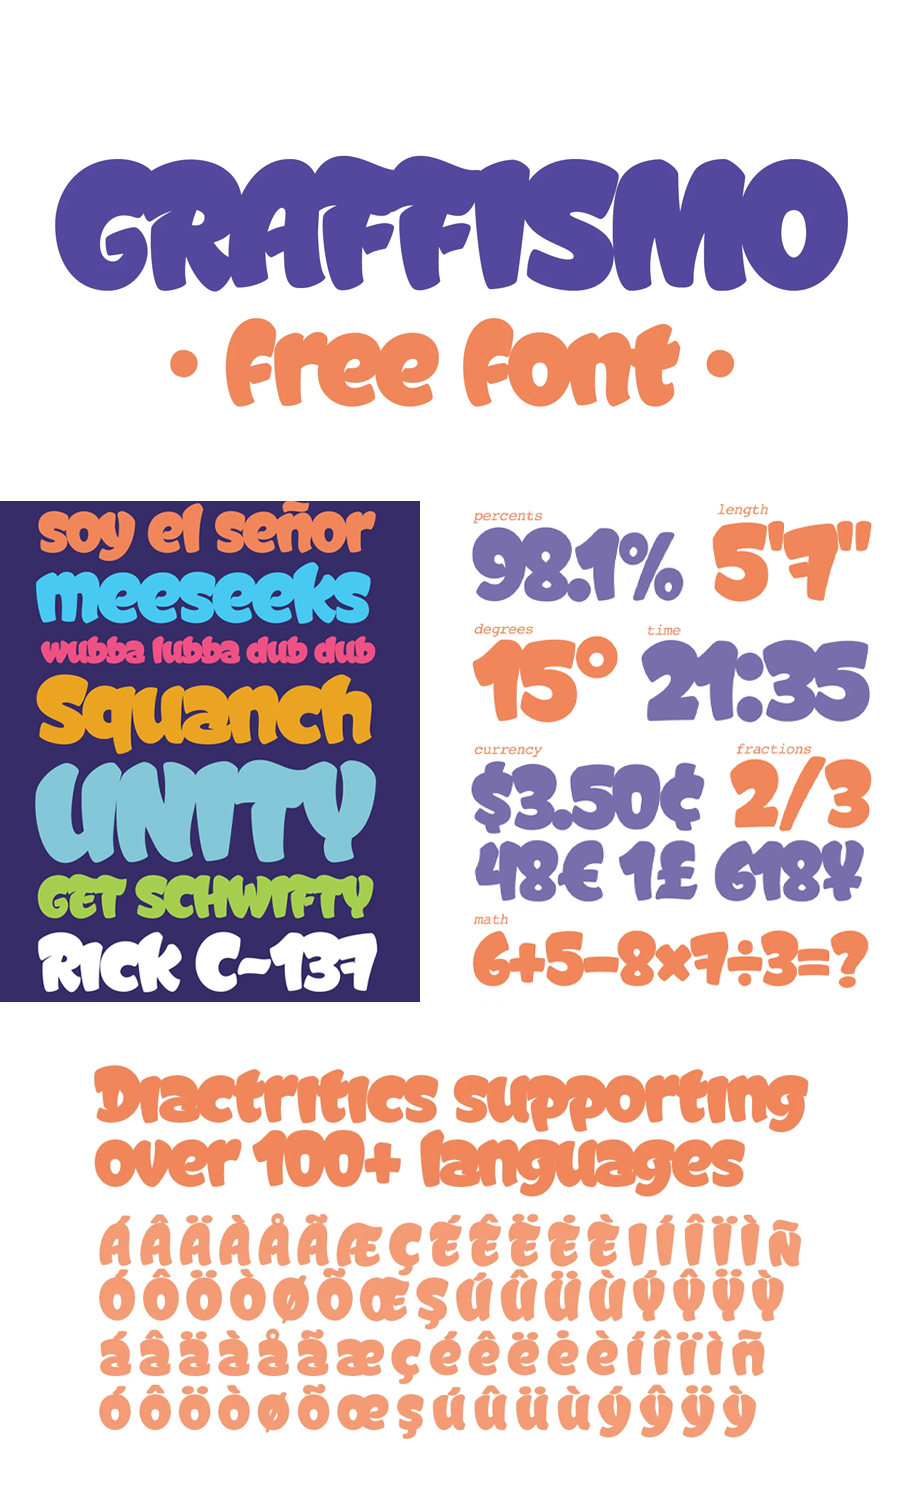 GRAFFISMO
• free font •
soy el señor
meeseeks
wubba lubba dub dub
Squanch
UNITY
GET SCHWIFTY
RICK C-137
percents
98.1%
length
5'7"
degrees
15°
time
21:35
currency
$3.50¢
48€ 1£ 618¥
fractions
2/3
math
6+5−8×7÷3=?
Diactritics supporting
over 100+ languages
ÁÂÄÀÅÃÆÇÉÊËĖÈIÍÎÏÌÑ
ÓÔÖÒØÕŒŞÚÛÜÙÝŶŸỲ
áâäàåãæçéêëėèíîïìñ
óôöòøõœşúûüùýŷÿỳ